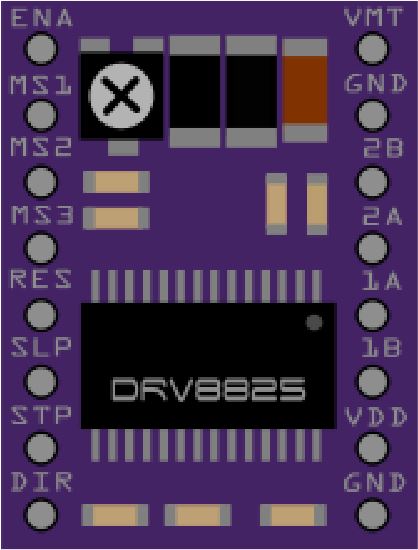 ENA VMT
MS1 GND
MS2 2B
MS3 2A
RES 1A
SLP 1B
DRV8825
STP VDD
DIR GND